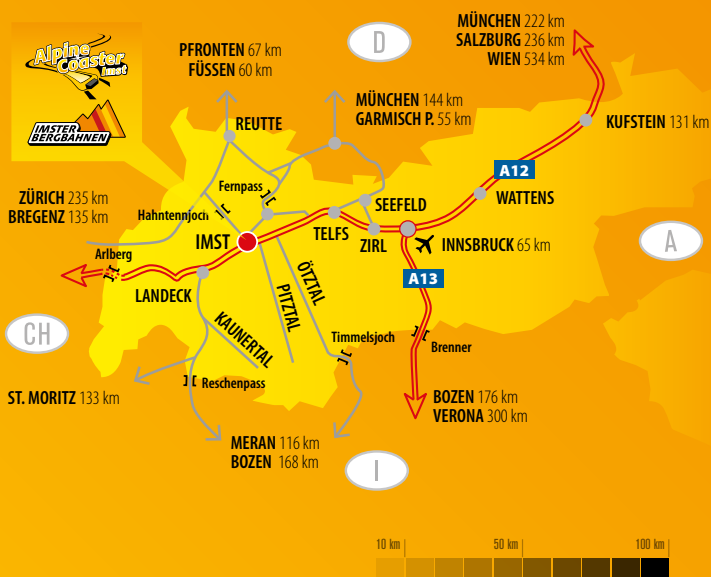 MÜNCHEN 222 km
SALZBURG 236 km
WIEN 534 km
Alpine
Coaster
imst
PFRONTEN 67 km
FÜSSEN 60 km
D
MÜNCHEN 144 km
GARMISCH P. 55 km
IMSTER
BERGBAHNEN
REUTTE
KUFSTEIN 131 km
A12
ZÜRICH 235 km
BREGENZ 135 km
Fernpass
Hahntennjoch
SEEFELD
WATTENS
IMST
TELFS
ZIRL
INNSBRUCK 65 km
A
Arlberg
LANDECK
ÖTZTAL
PITZTAL
A13
KAUNERTAL
CH
Timmelsjoch
Brenner
Reschenpass
ST. MORITZ 133 km
BOZEN 176 km
VERONA 300 km
MERAN 116 km
BOZEN 168 km
I
10 km
50 km
100 km